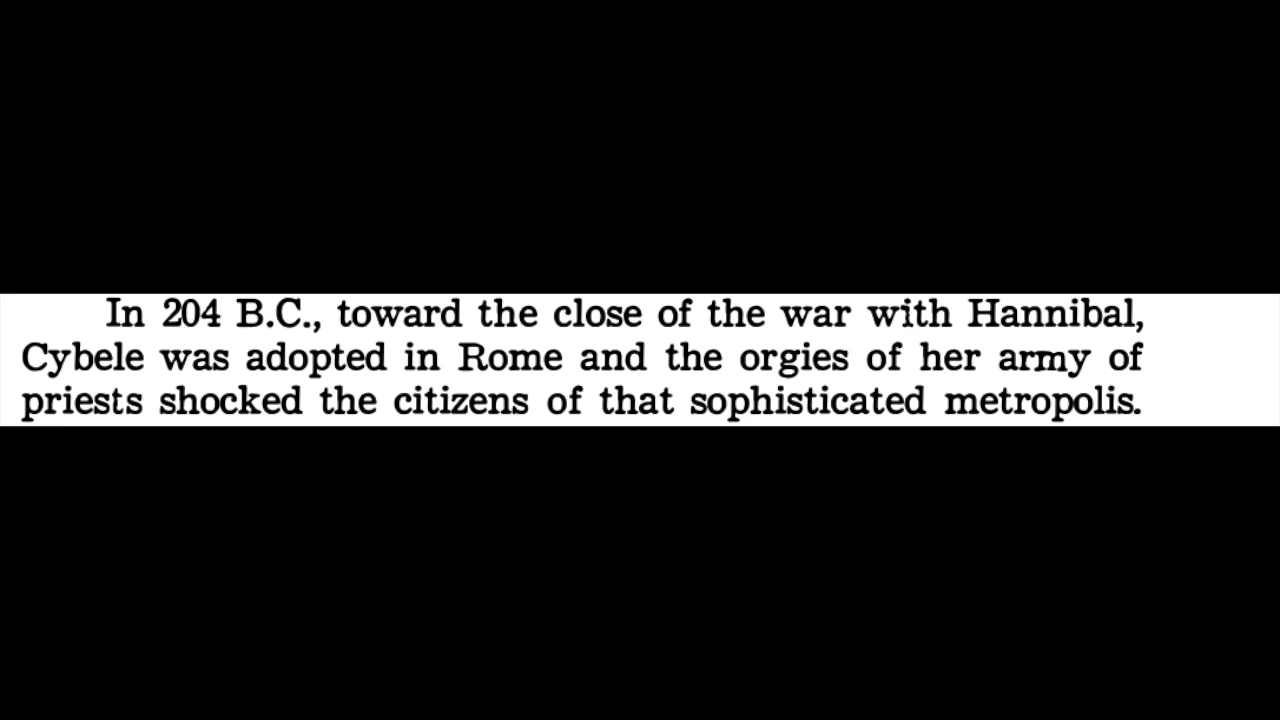 In 204 B.C., toward the close of the war with Hannibal,
Cybele was adopted in Rome and the orgies of her army of
priests shocked the citizens of that sophisticated metropolis.